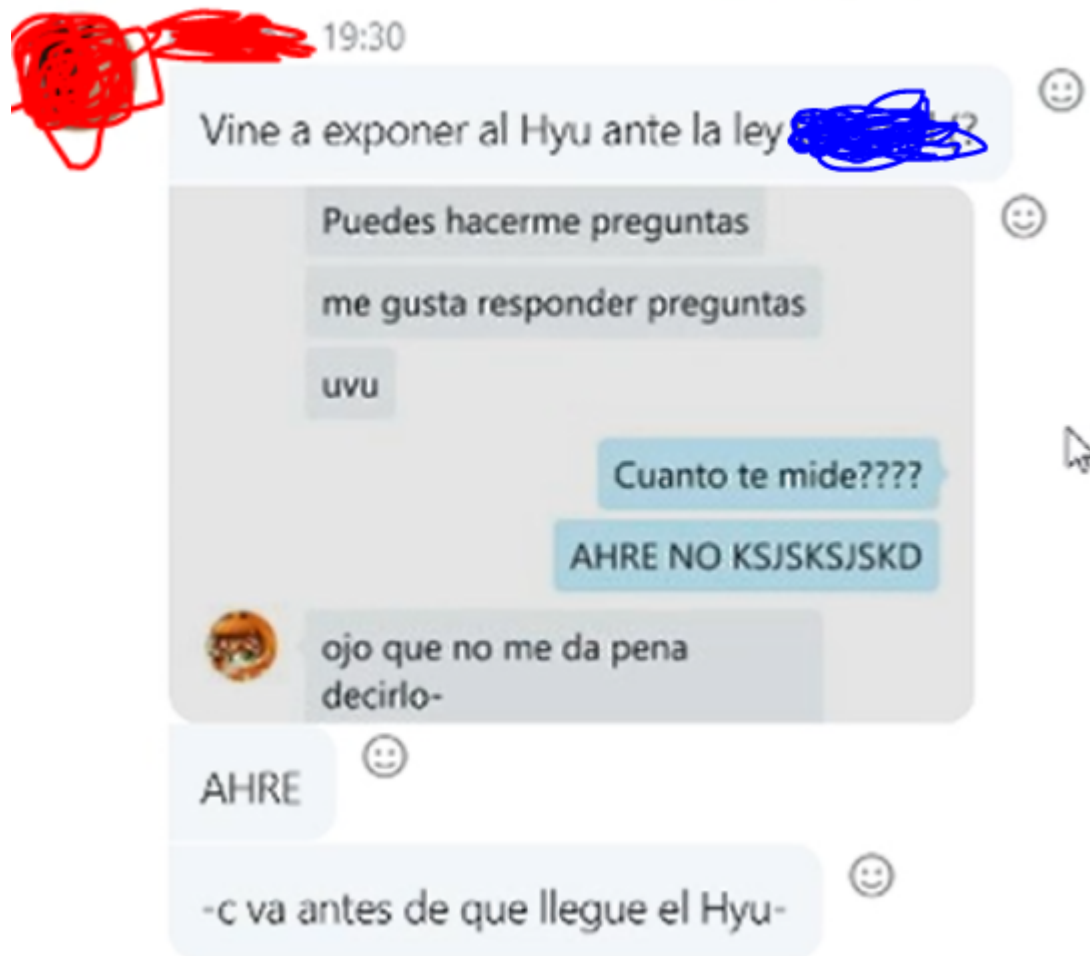 19:30
Vine a exponer al Hyu ante la ley
Puedes hacerme preguntas
me gusta responder preguntas
uvu
Cuanto te mide????
AHRE NO KSJSKSJSKD
ojo que no me da pena
decirlo-
AHRE
-c va antes de que llegue el Hyu-